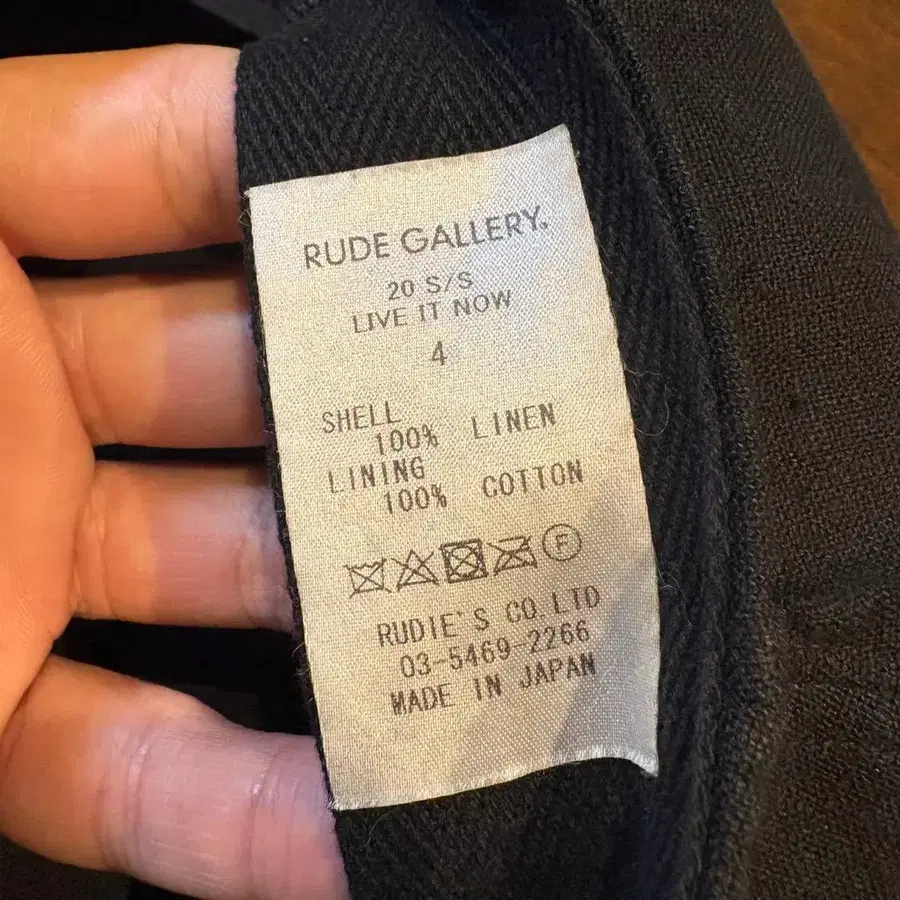 RUDE GALLERY.
20 S/S
LIVE IT NOW
4
SHELL
100% LINEN
LINING
100% COTTON
F
RUDIE'S CO.LTD
03-5469-2266
MADE IN JAPAN